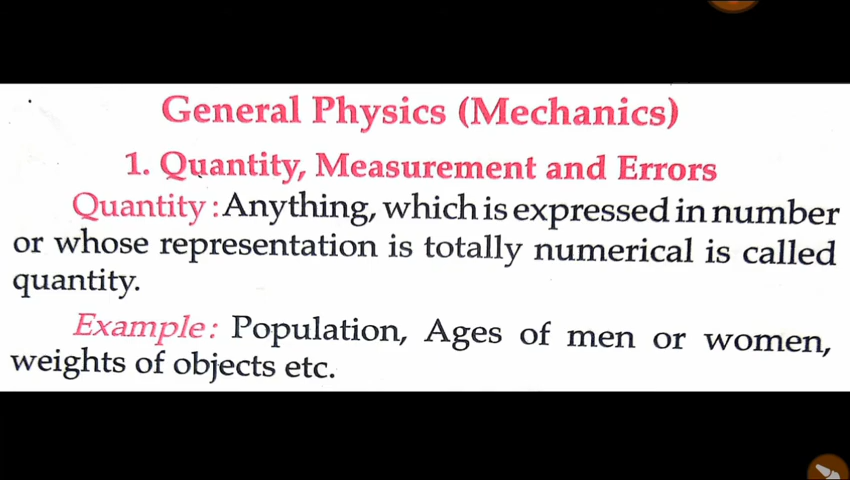 General Physics (Mechanics)
1. Quantity, Measurement and Errors
Quantity : Anything, which is expressed in number
or whose representation is totally numerical is called
quantity.
Example: Population, Ages of men or women,
weights of objects etc.